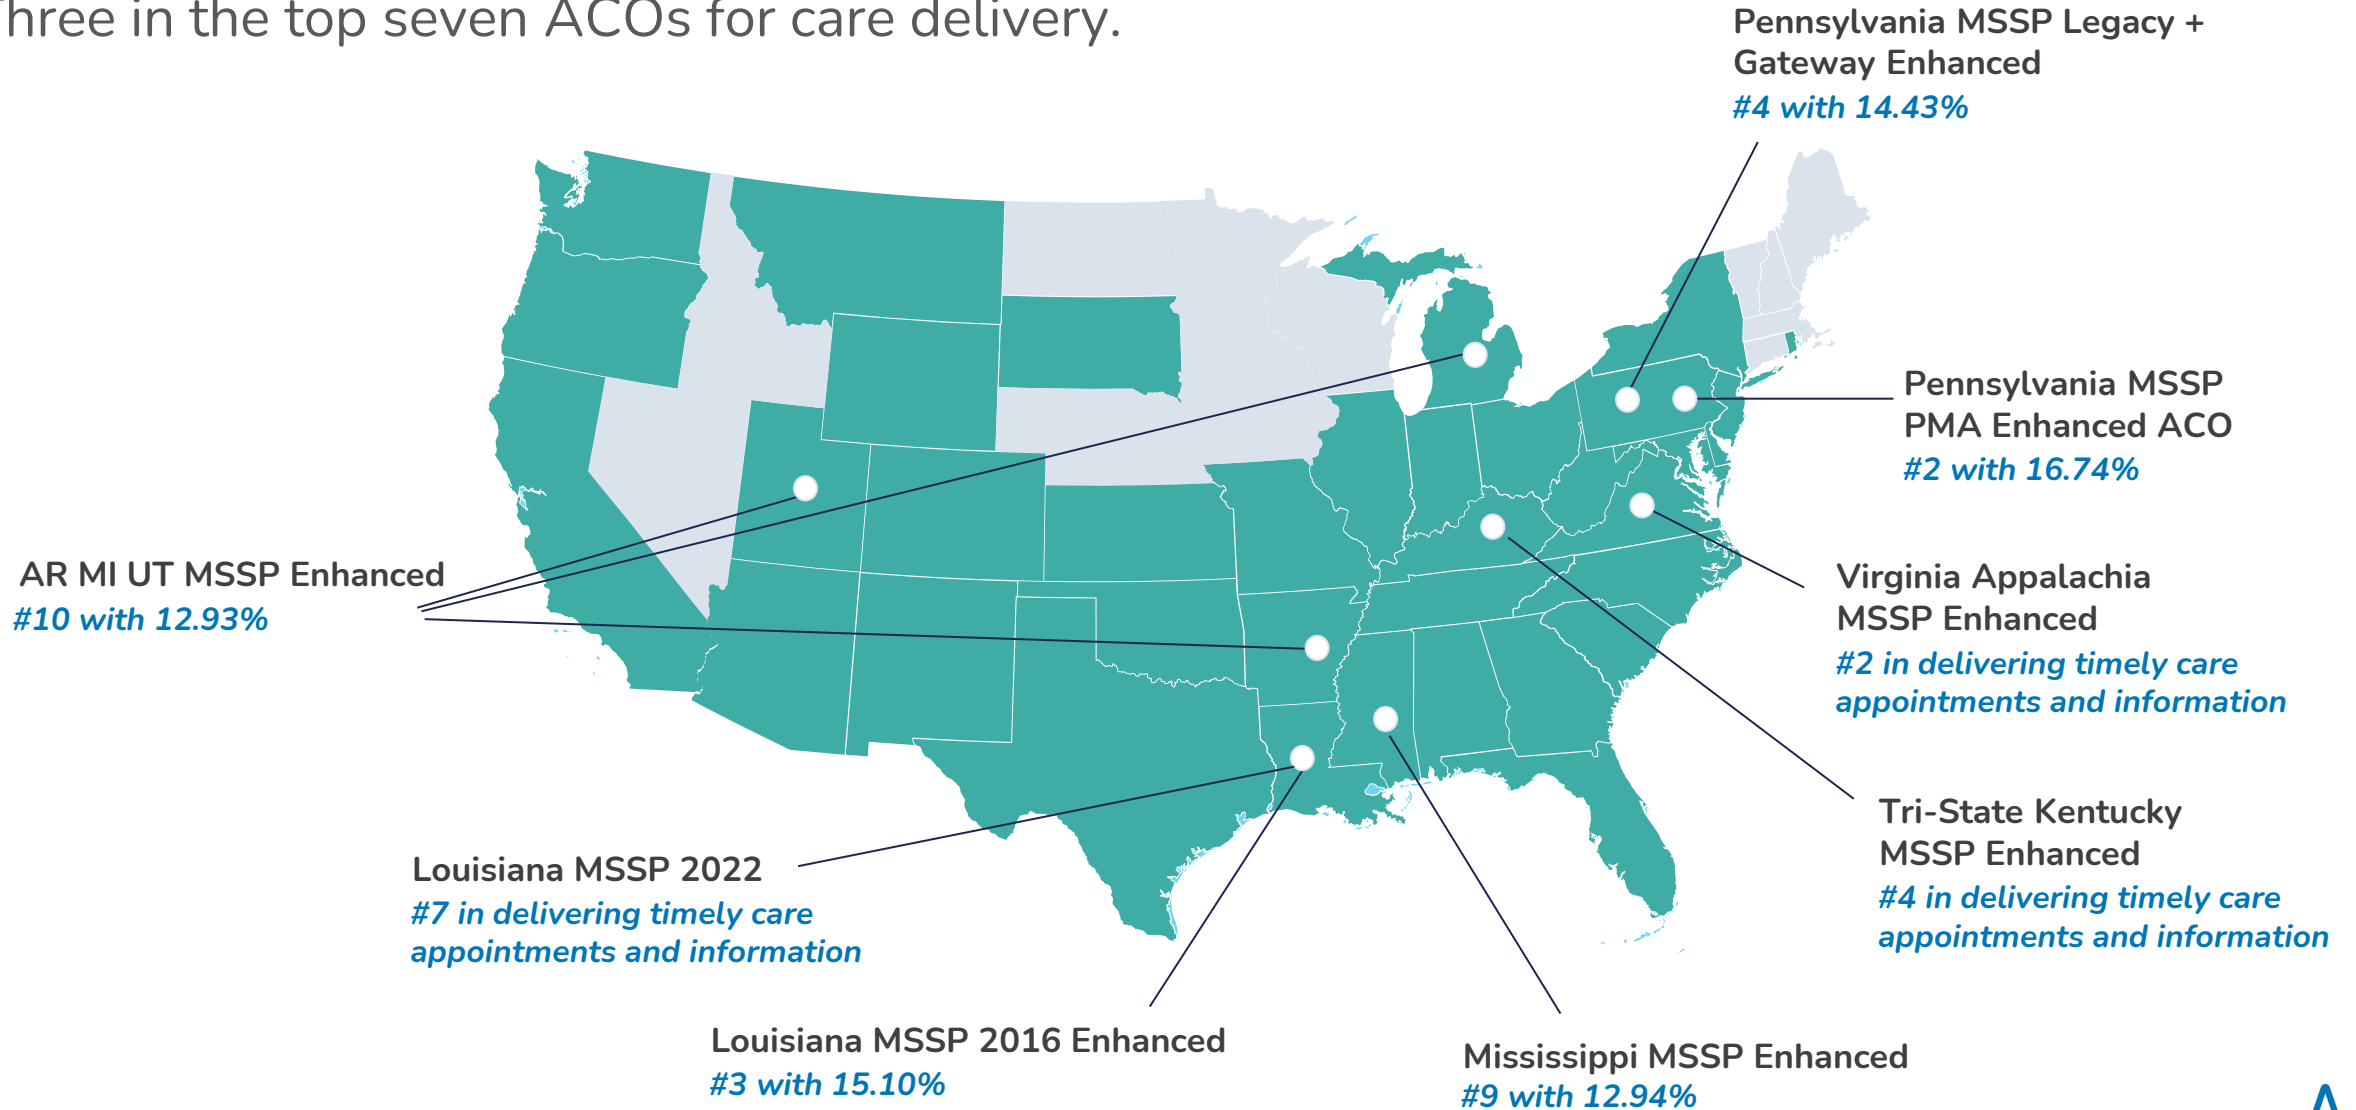 hree in the top seven ACOs for care delivery.
Pennsylvania MSSP Legacy +
Gateway Enhanced
#4 with 14.43%
Pennsylvania MSSP
PMA Enhanced ACO
#2 with 16.74%
AR MI UT MSSP Enhanced
#10 with 12.93%
Virginia Appalachia
MSSP Enhanced
#2 in delivering timely care
appointments and information
Tri-State Kentucky
MSSP Enhanced
#4 in delivering timely care
appointments and information
Louisiana MSSP 2022
#7 in delivering timely care
appointments and information
Louisiana MSSP 2016 Enhanced
#3 with 15.10%
Mississippi MSSP Enhanced
#9 with 12.94%